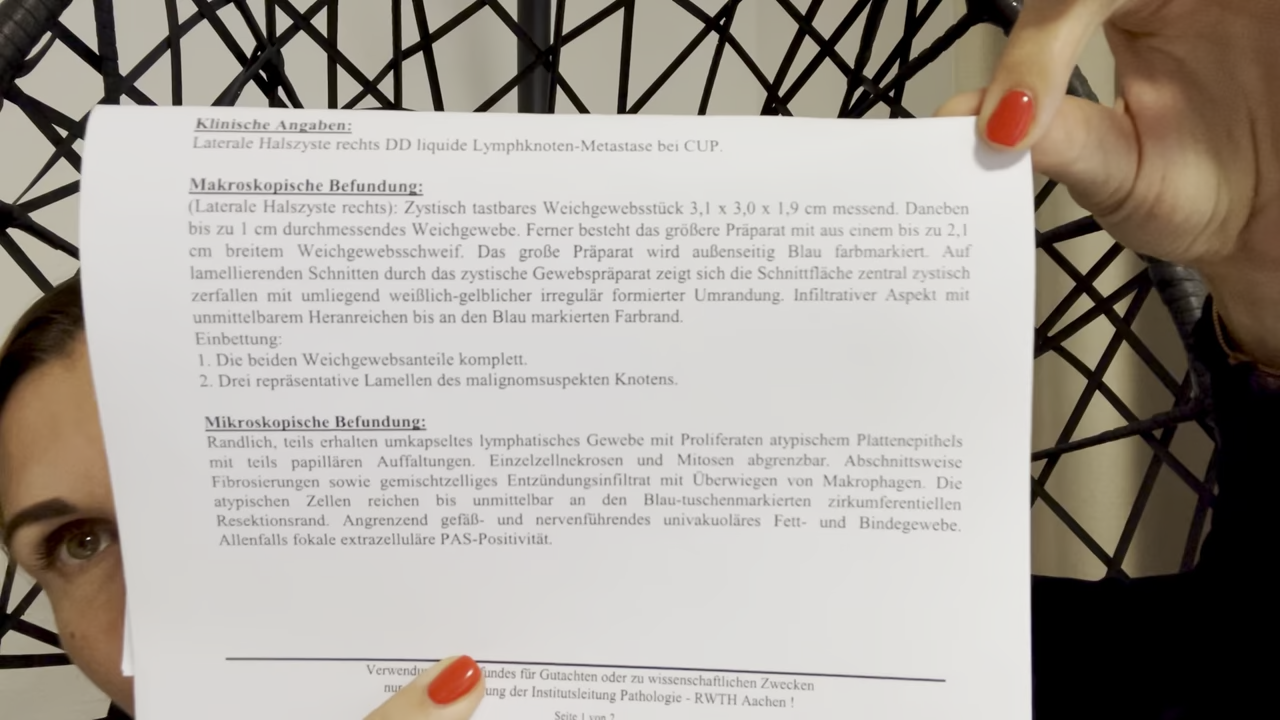 Klinische Angaben:
Laterale Halszyste rechts DD liquide Lymphknoten-Metastase bei CUP.
Makroskopische Befundung:
(Laterale Halszyste rechts): Zystisch tastbares Weichgewebsstück 3,1 x 3,0 x 1,9 cm messend. Daneben
bis zu 1 cm durchmessendes Weichgewebe. Ferner besteht das größere Präparat mit aus einem bis zu 2,1
cm breitem Weichgewebsschweif. Das große Präparat wird außenseitig Blau farbmarkiert. Auf
lamellierenden Schnitten durch das zystische Gewebspräparat zeigt sich die Schnittfläche zentral zystisch
zerfallen mit umliegend weißlich-gelblicher irregulär formierter Umrandung. Infiltrativer Aspekt mit
unmittelbarem Heranreichen bis an den Blau markierten Farbrand.
Einbettung:
1. Die beiden Weichgewebsanteile komplett.
2. Drei repräsentative Lamellen des malignomsuspekten Knotens.
Mikroskopische Befundung:
Randlich, teils erhalten umkapseltes lymphatisches Gewebe mit Proliferaten atypischem Plattenepithels
mit teils papillären Auffaltungen. Einzelzellnekrosen und Mitosen abgrenzbar. Abschnittsweise
Fibrosierungen sowie gemischtzelliges Entzündungsinfiltrat mit Überwiegen von Makrophagen. Die
atypischen Zellen reichen bis unmittelbar an den Blau-tuschenmarkierten zirkumferentiellen
Resektionsrand. Angrenzend gefäß- und nervenführendes univakuoläres Fett- und Bindegewebe.
Allenfalls fokale extrazelluläre PAS-Positivität.
für Gutachten oder zu wissenschaftlichen Zwecken
der Institutsleitung Pathologie - RWTH Aachen !
Seite 1 von 2